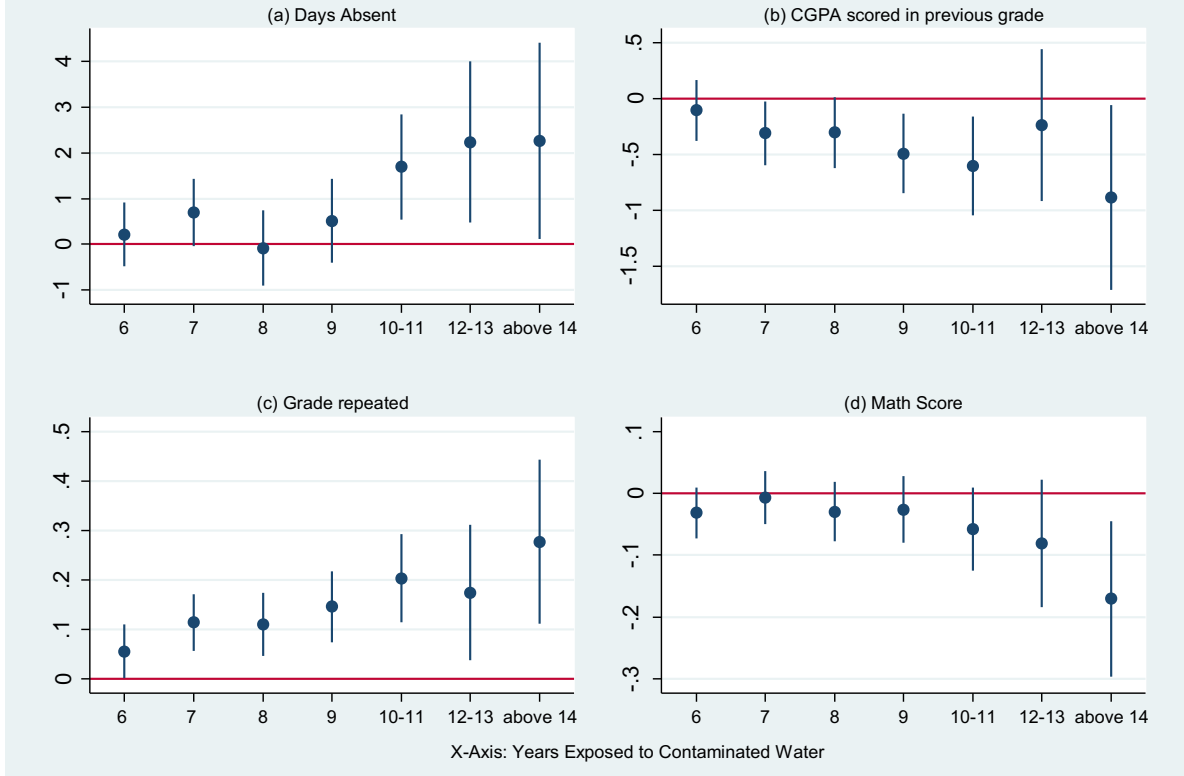 (a) Days Absent
4
3
2
1
0
-1
6 7 8 9 10-11 12-13 above 14
(b) CGPA scored in previous grade
.5
0
-.5
-1
-1.5
6 7 8 9 10-11 12-13 above 14
(c) Grade repeated
.5
.4
.3
.2
.1
0
6 7 8 9 10-11 12-13 above 14
(d) Math Score
.1
0
-.1
-.2
-.3
6 7 8 9 10-11 12-13 above 14
X-Axis: Years Exposed to Contaminated Water